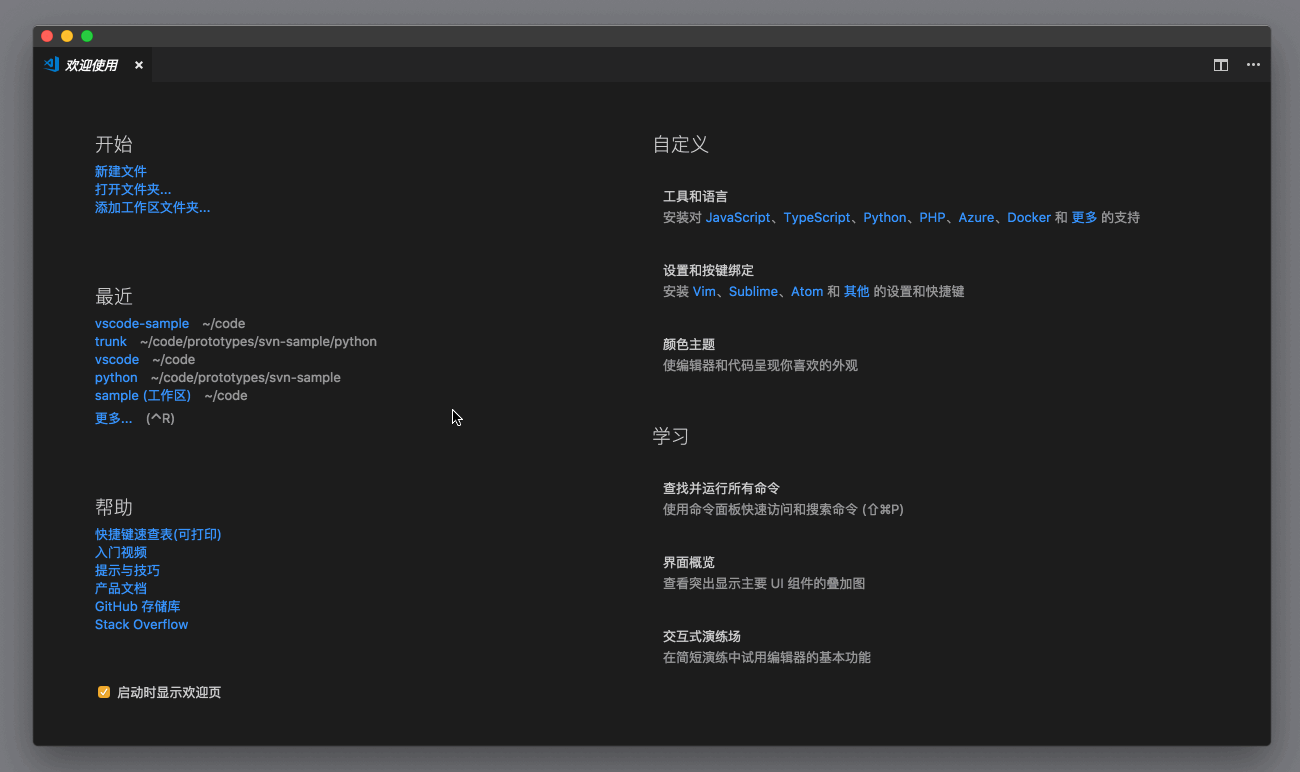 欢迎使用
开始
新建文件
打开文件夹...
添加工作区文件夹...
最近
vscode-sample ~/code
trunk ~/code/prototypes/svn-sample/python
vscode ~/code
python ~/code/prototypes/svn-sample
sample (工作区) ~/code
更多... (^R)
帮助
快捷键速查表(可打印)
入门视频
提示与技巧
产品文档
GitHub 存储库
Stack Overflow
启动时显示欢迎页
自定义
工具和语言
安装对 JavaScript、TypeScript、Python、PHP、Azure、Docker 和 更多 的支持
设置和按键绑定
安装 Vim、Sublime、Atom 和 其他 的设置和快捷键
颜色主题
使编辑器和代码呈现你喜欢的外观
学习
查找并运行所有命令
使用命令面板快速访问和搜索命令 (⇧⌘P)
界面概览
查看突出显示主要 UI 组件的叠加图
交互式演练场
在简短演练中试用编辑器的基本功能